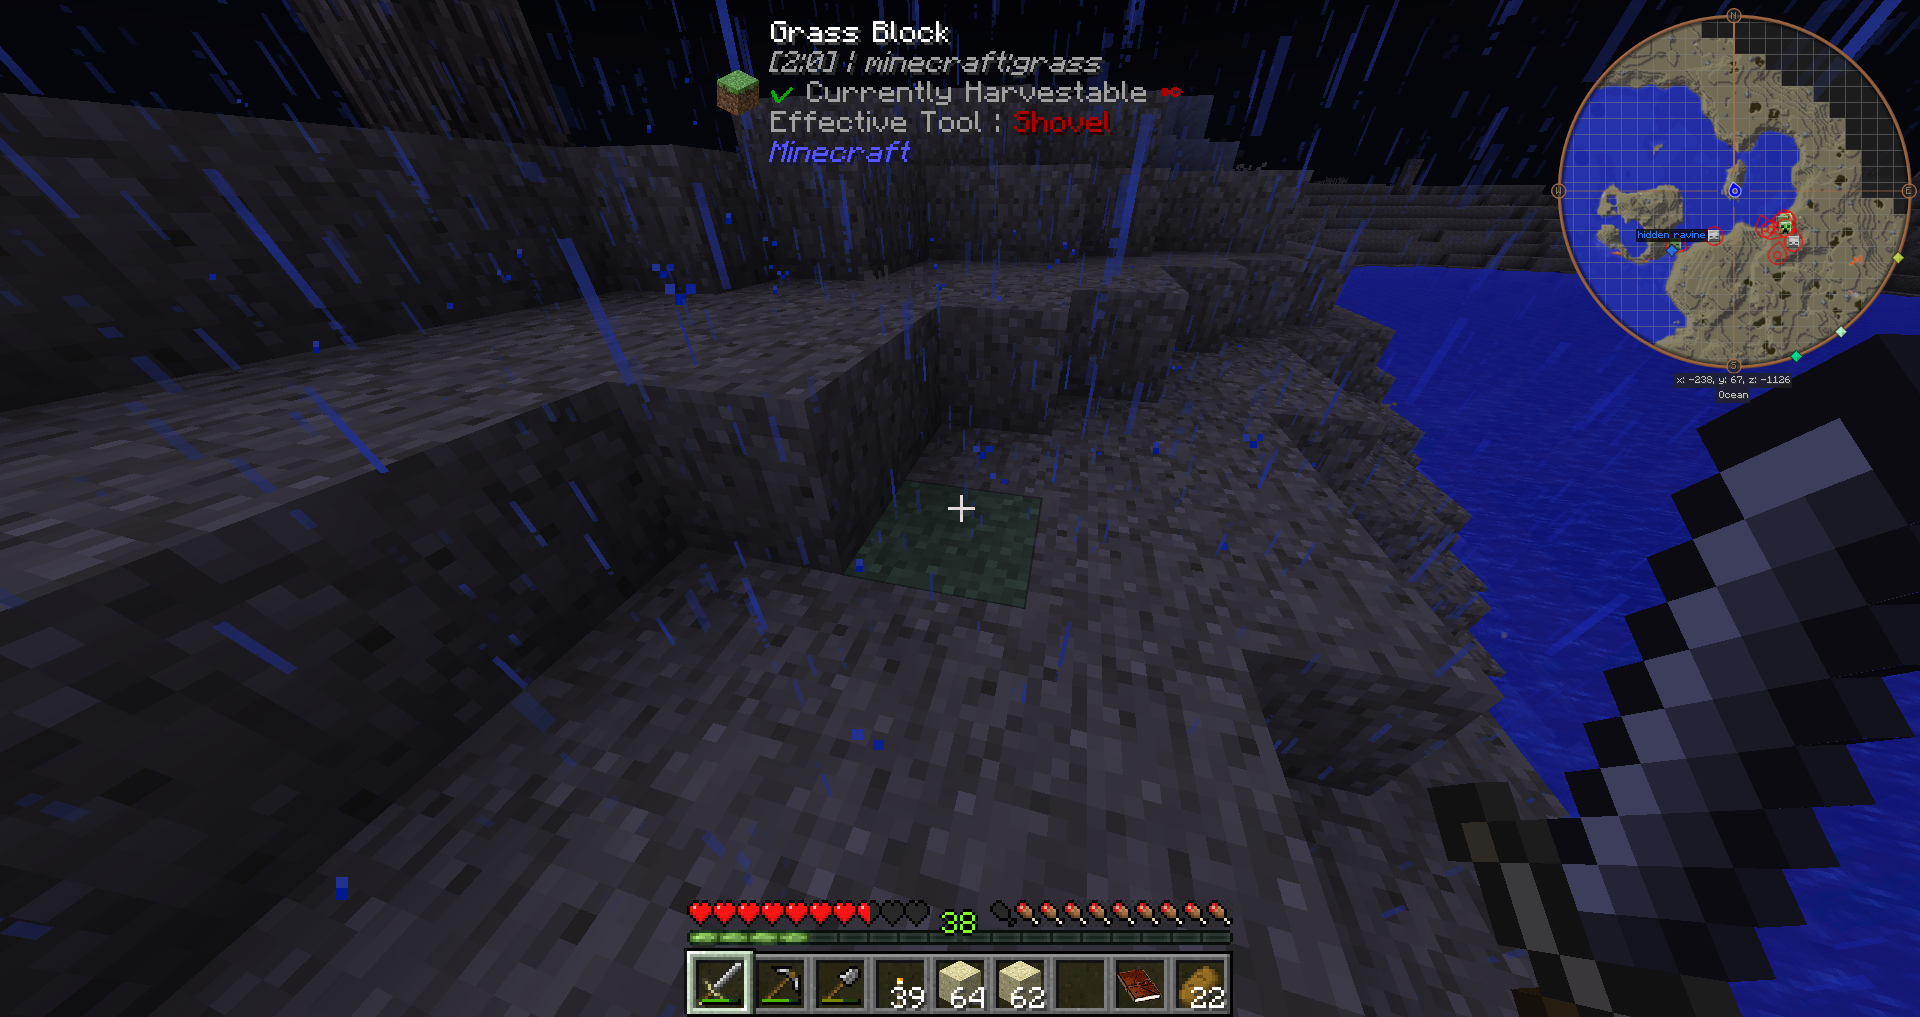 Grass Block
[2:0] | minecraft:grass
✔ Currently Harvestable
Effective Tool : Shovel
Minecraft
N
W
E
hidden ravine
S
x: -238, y: 67, z: -1126
Ocean
38
39
64
62
22